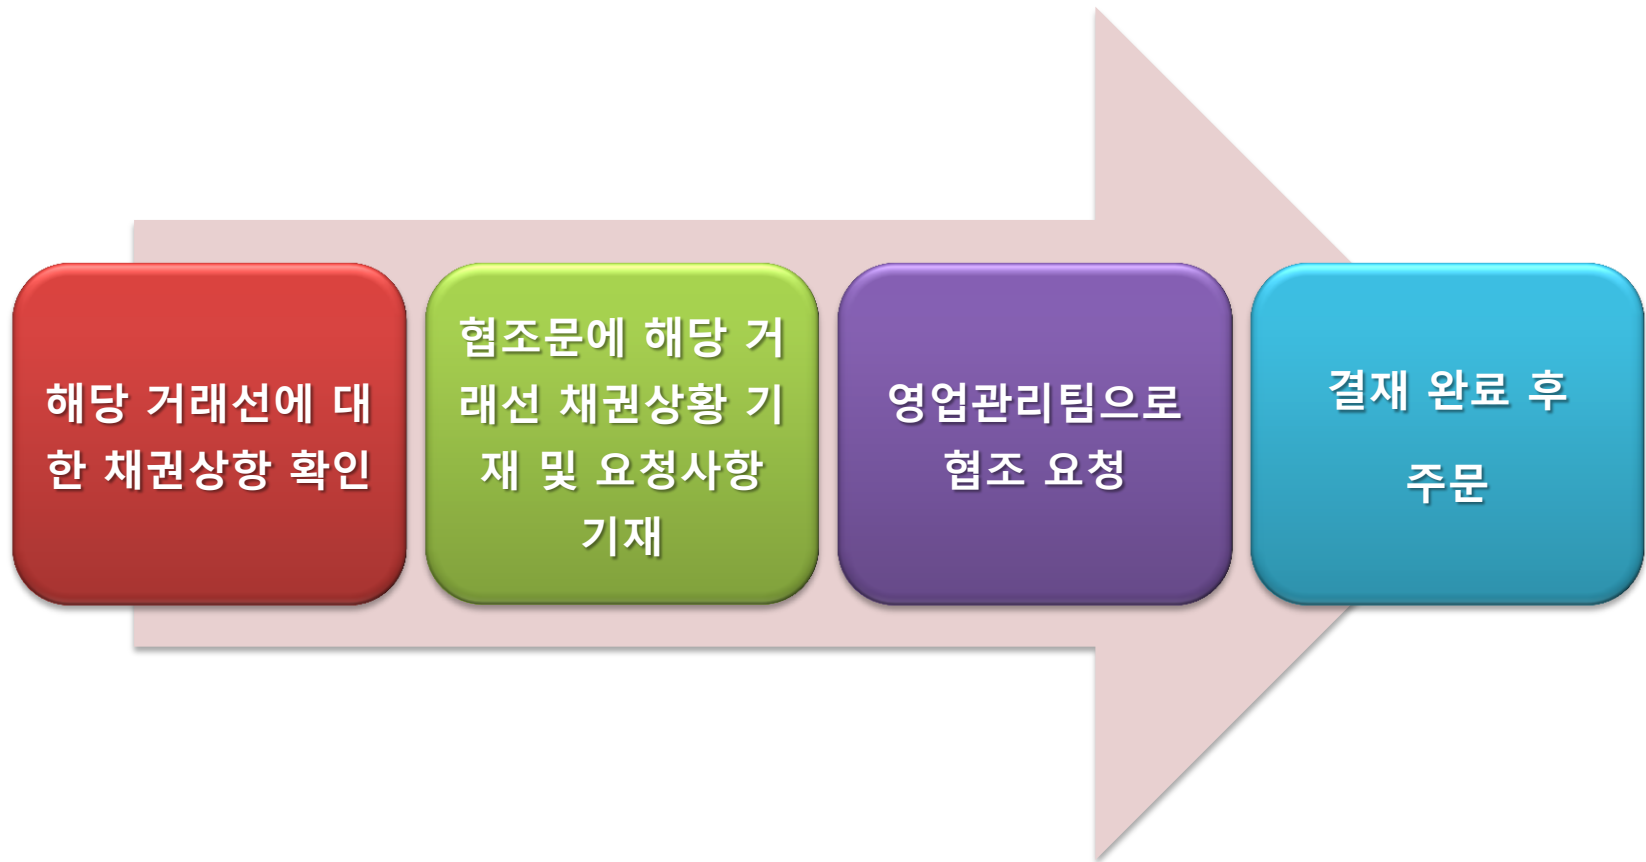 해당 거래선에 대
한 채권상항 확인
협조문에 해당 거
래선 채권상황 기
재 및 요청사항
기재
영업관리팀으로
협조 요청
결재 완료 후
주문